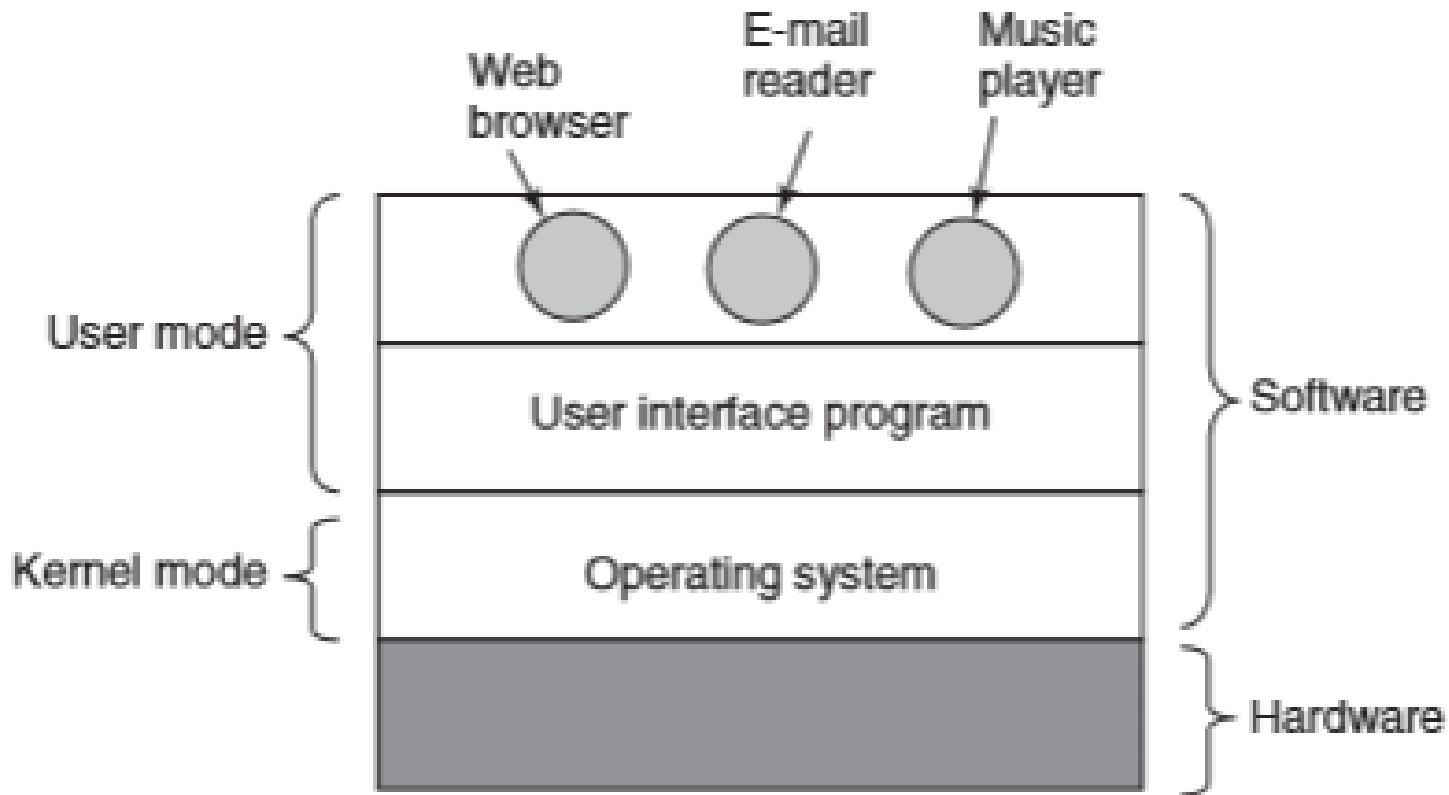 Web
browser
E-mail
reader
Music
player
User mode
User interface program
Software
Kernel mode
Operating system
Hardware